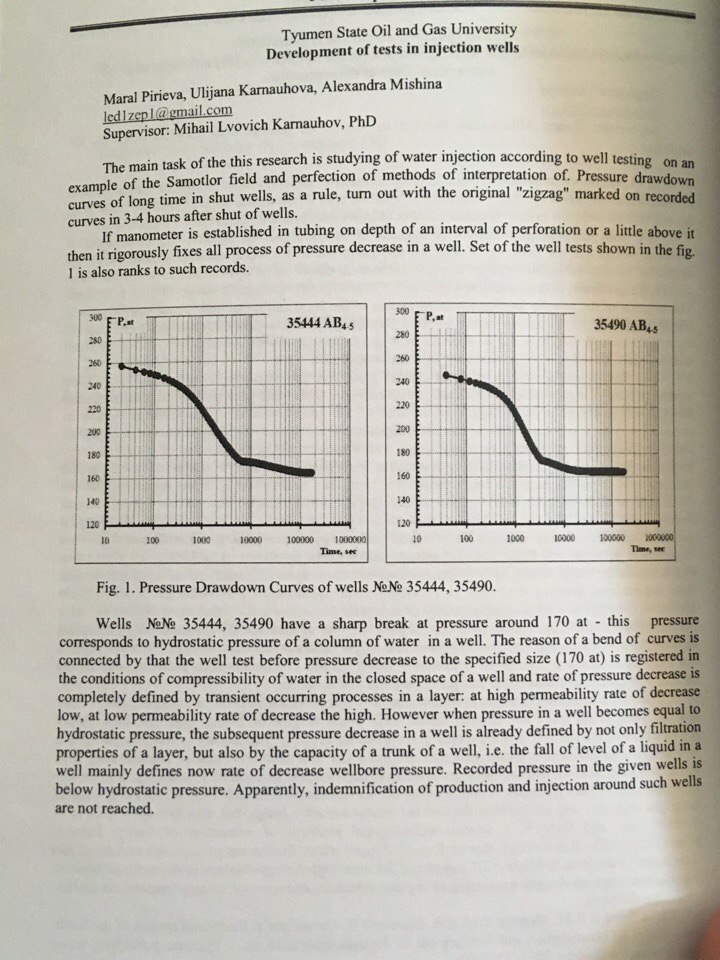 Tyumen State Oil and Gas University
Development of tests in injection wells
Maral Pirieva, Ulijana Karnauhova, Alexandra Mishina
led1zep1@gmail.com
Supervisor: Mihail Lvovich Karnauhov, PhD
The main task of the this research is studying of water injection according to well testing on an
example of the Samotlor field and perfection of methods of interpretation of. Pressure drawdown
curves of long time in shut wells, as a rule, turn out with the original "zigzag" marked on recorded
curves in 3-4 hours after shut of wells.
If manometer is established in tubing on depth of an interval of perforation or a little above it
then it rigorously fixes all process of pressure decrease in a well. Set of the well tests shown in the fig.
1 is also ranks to such records.
300 P, at 35444 AB4-5
280
260
240
220
200
180
160
140
120
10 100 1000 10000 100000 1000000
Time, sec
300 P, at 35490 AB4-5
280
260
240
220
200
180
160
140
120
10 100 1000 10000 100000 1000000
Time, sec
Fig. 1. Pressure Drawdown Curves of wells №№ 35444, 35490.
Wells №№ 35444, 35490 have a sharp break at pressure around 170 at - this pressure
corresponds to hydrostatic pressure of a column of water in a well. The reason of a bend of curves is
connected by that the well test before pressure decrease to the specified size (170 at) is registered in
the conditions of compressibility of water in the closed space of a well and rate of pressure decrease is
completely defined by transient occurring processes in a layer: at high permeability rate of decrease
low, at low permeability rate of decrease the high. However when pressure in a well becomes equal to
hydrostatic pressure, the subsequent pressure decrease in a well is already defined by not only filtration
properties of a layer, but also by the capacity of a trunk of a well, i.e. the fall of level of a liquid in a
well mainly defines now rate of decrease wellbore pressure. Recorded pressure in the given wells is
below hydrostatic pressure. Apparently, indemnification of production and injection around such wells
are not reached.